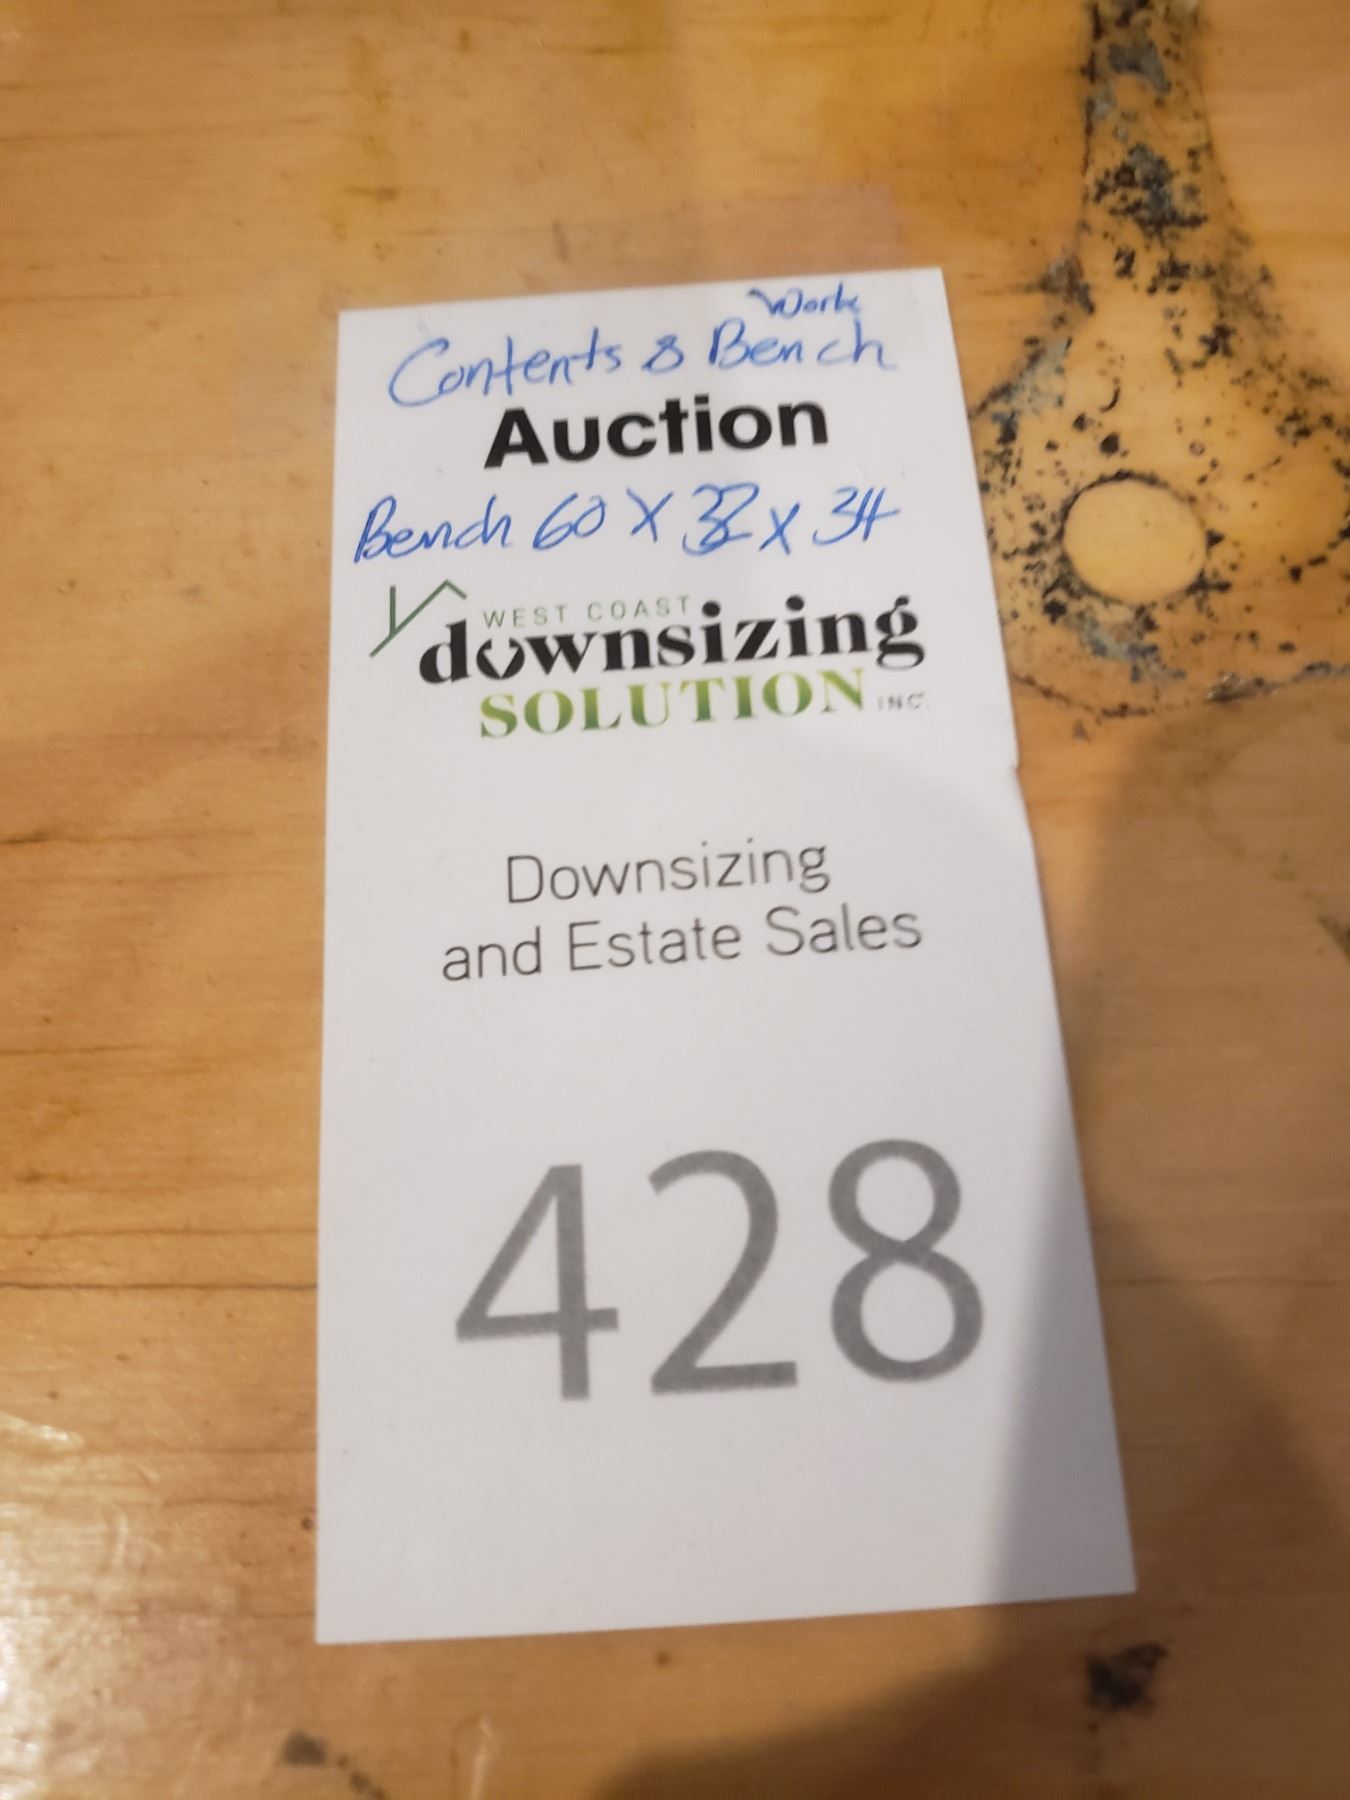 Work
Contents & Bench
Auction
Bench 60 X 32 X 34
WEST COAST
downsizing
SOLUTION INC.
Downsizing
and Estate Sales
428